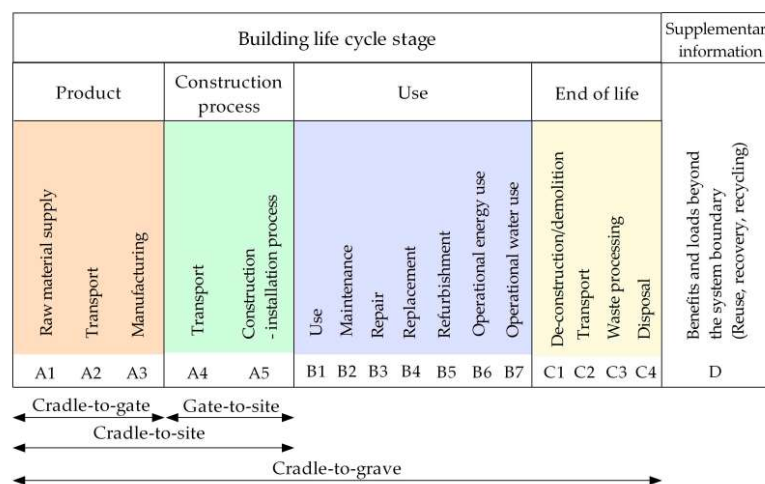 Building life cycle stage
Supplementary
information
Product
Construction
process
Use
End of life
Raw material supply
Transport
Manufacturing
Transport
Construction
- installation process
Use
Maintenance
Repair
Replacement
Refurbishment
Operational energy use
Operational water use
De-construction/demolition
Transport
Waste processing
Disposal
Benefits and loads beyond
the system boundary
(Reuse, recovery, recycling)
A1 A2 A3 A4 A5 B1 B2 B3 B4 B5 B6 B7 C1 C2 C3 C4 D
Cradle-to-gate
Gate-to-site
Cradle-to-site
Cradle-to-grave